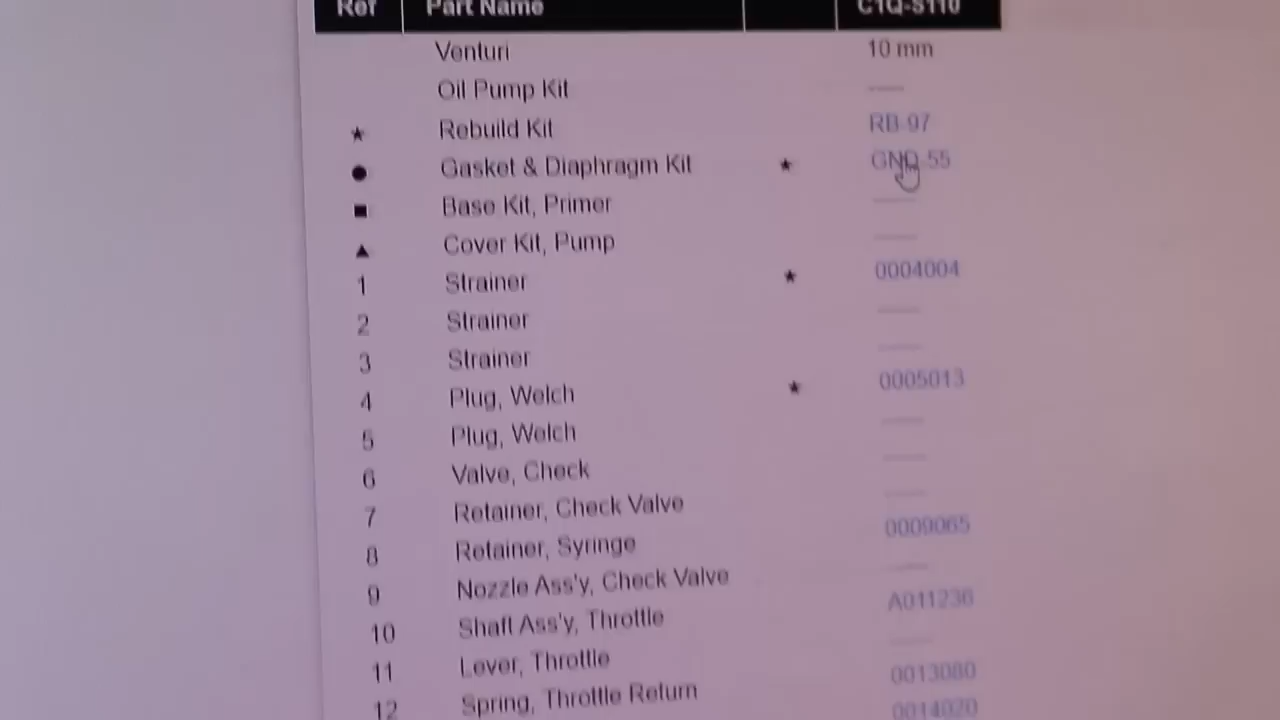 Ref Part Name C1Q-S110
Venturi 10 mm
Oil Pump Kit ----
★ Rebuild Kit RB-97
● Gasket & Diaphragm Kit ★ GND-55
■ Base Kit, Primer ----
▲ Cover Kit, Pump ----
1 Strainer ★ 0004004
2 Strainer ----
3 Strainer ----
4 Plug, Welch ★ 0005013
5 Plug, Welch ----
6 Valve, Check ----
7 Retainer, Check Valve ----
8 Retainer, Syringe 0009065
9 Nozzle Ass'y, Check Valve ----
10 Shaft Ass'y, Throttle A011236
11 Lever, Throttle ----
12 Spring, Throttle Return 0013080
0014020